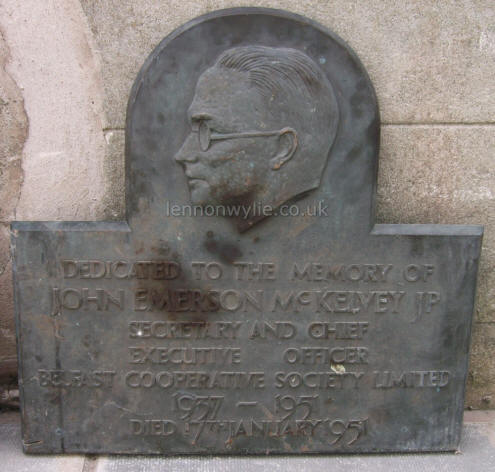 lennonwylie.co.uk
DEDICATED TO THE MEMORY OF
JOHN EMERSON McKELVEY JP
SECRETARY AND CHIEF
EXECUTIVE OFFICER
BELFAST COOPERATIVE SOCIETY LIMITED
1937 - 1951
DIED 17TH JANUARY 1951